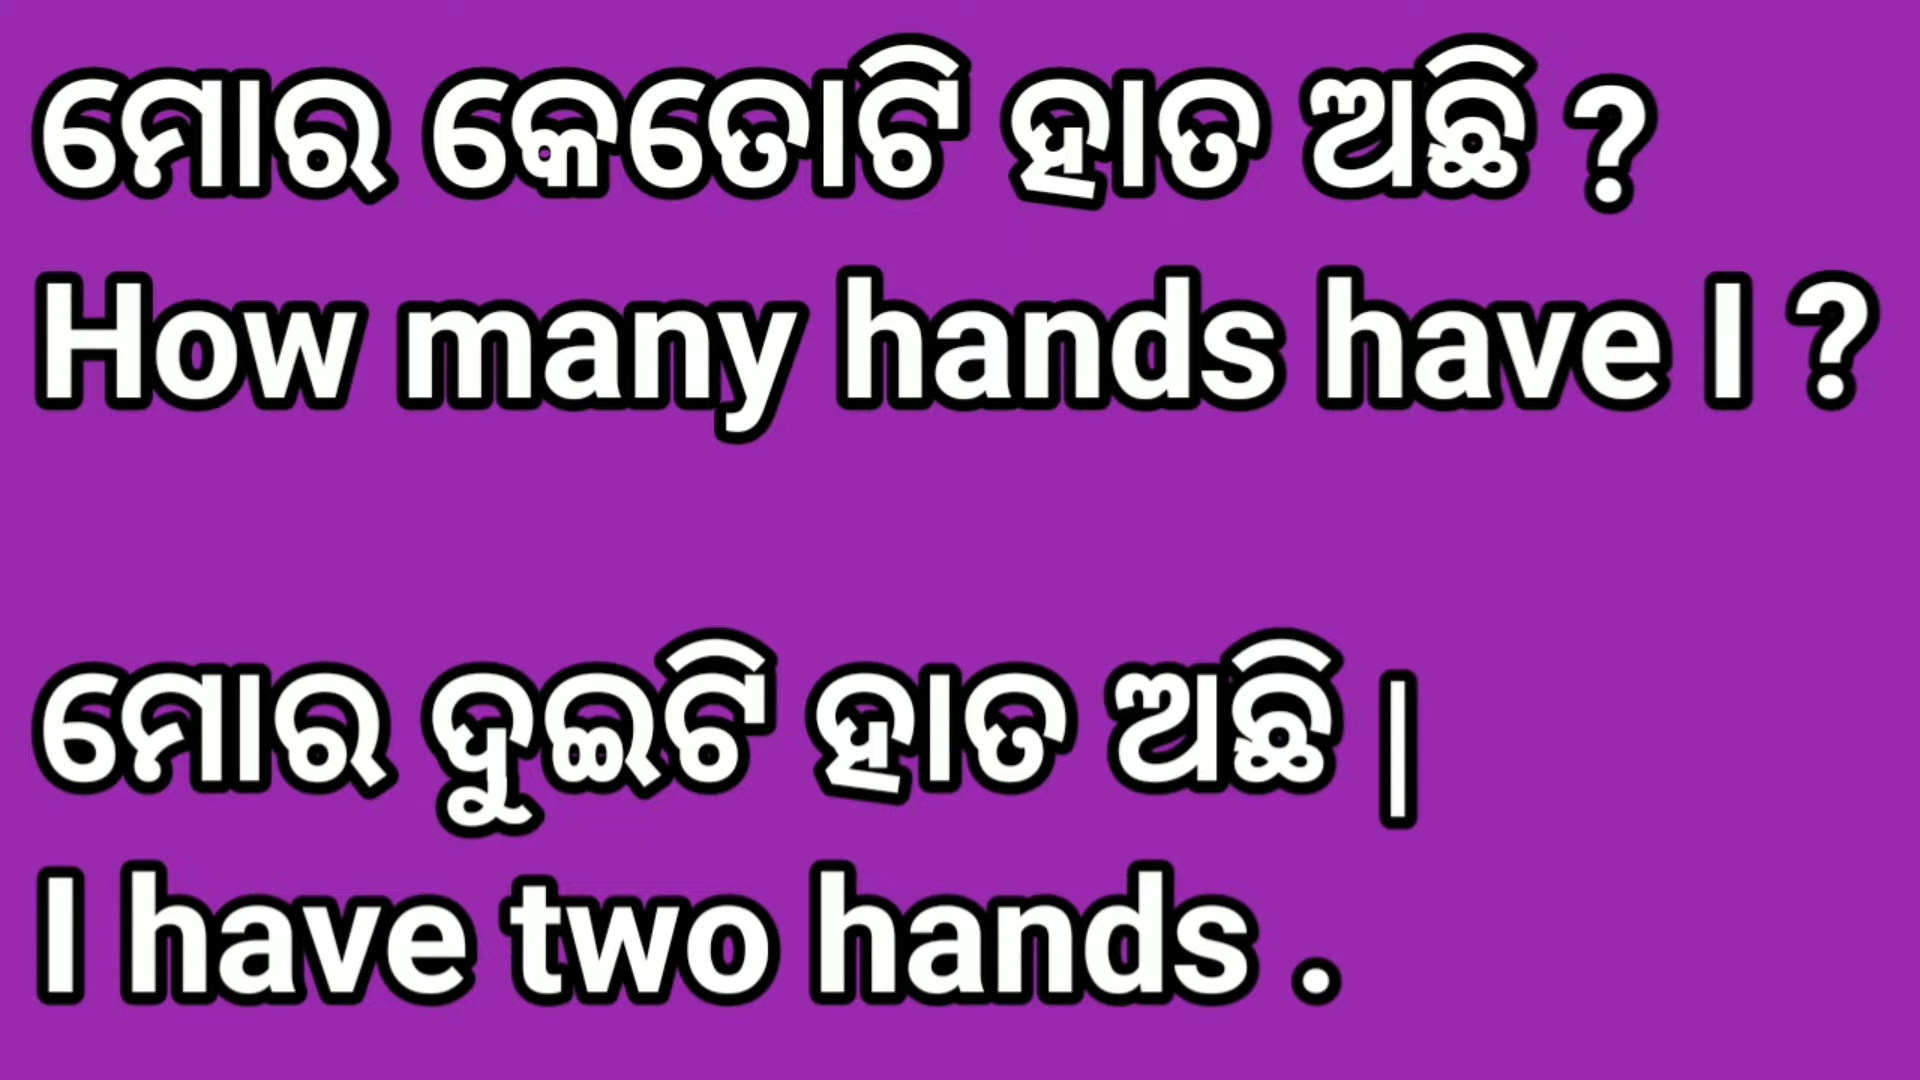 ମୋର କେତୋଟି ହାତ ଅଛି ?
How many hands have I ?
ମୋର ଦୁଇଟି ହାତ ଅଛି |
I have two hands .